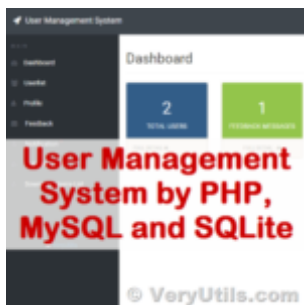 User Management System
Dashboard
Dashboard
Userlist
Profile
Feedback
2
TOTAL USERS
1
FEEDBACK MESSAGES
User Management
System by PHP,
MySQL and SQLite
© VeryUtils.com